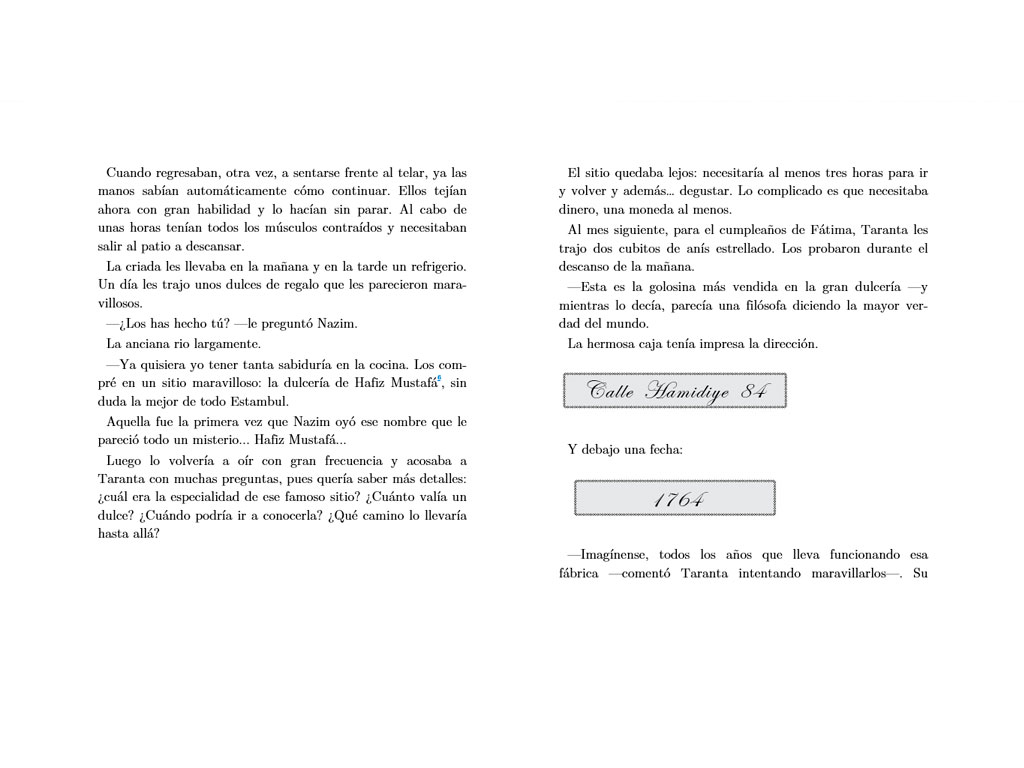 Cuando regresaban, otra vez, a sentarse frente al telar, ya las
manos sabían automáticamente cómo continuar. Ellos tejían
ahora con gran habilidad y lo hacían sin parar. Al cabo de
unas horas tenían todos los músculos contraídos y necesitaban
salir al patio a descansar.
La criada les llevaba en la mañana y en la tarde un refrigerio.
Un día les trajo unos dulces de regalo que les parecieron mara-
villosos.
—¿Los has hecho tú? —le preguntó Nazim.
La anciana rio largamente.
—Ya quisiera yo tener tanta sabiduría en la cocina. Los com-
pré en un sitio maravilloso: la dulcería de Hafiz Mustafá6, sin
duda la mejor de todo Estambul.
Aquella fue la primera vez que Nazim oyó ese nombre que le
pareció todo un misterio... Hafiz Mustafá...
Luego lo volvería a oír con gran frecuencia y acosaba a
Taranta con muchas preguntas, pues quería saber más detalles:
¿cuál era la especialidad de ese famoso sitio? ¿Cuánto valía un
dulce? ¿Cuándo podría ir a conocerla? ¿Qué camino lo llevaría
hasta allá?
El sitio quedaba lejos: necesitaría al menos tres horas para ir
y volver y además… degustar. Lo complicado es que necesitaba
dinero, una moneda al menos.
Al mes siguiente, para el cumpleaños de Fátima, Taranta les
trajo dos cubitos de anís estrellado. Los probaron durante el
descanso de la mañana.
—Esta es la golosina más vendida en la gran dulcería —y
mientras lo decía, parecía una filósofa diciendo la mayor ver-
dad del mundo.
La hermosa caja tenía impresa la dirección.
Calle Hamidiye 84
Y debajo una fecha:
1764
—Imagínense, todos los años que lleva funcionando esa
fábrica —comentó Taranta intentando maravillarlos—. Su